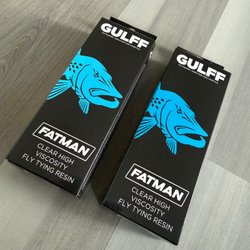 GULFF
FATMAN
CLEAR HIGH
VISCOSITY
FLY TYING RESIN
GULFF
FATMAN
CLEAR HIGH
VISCOSITY
FLY TYING RESIN